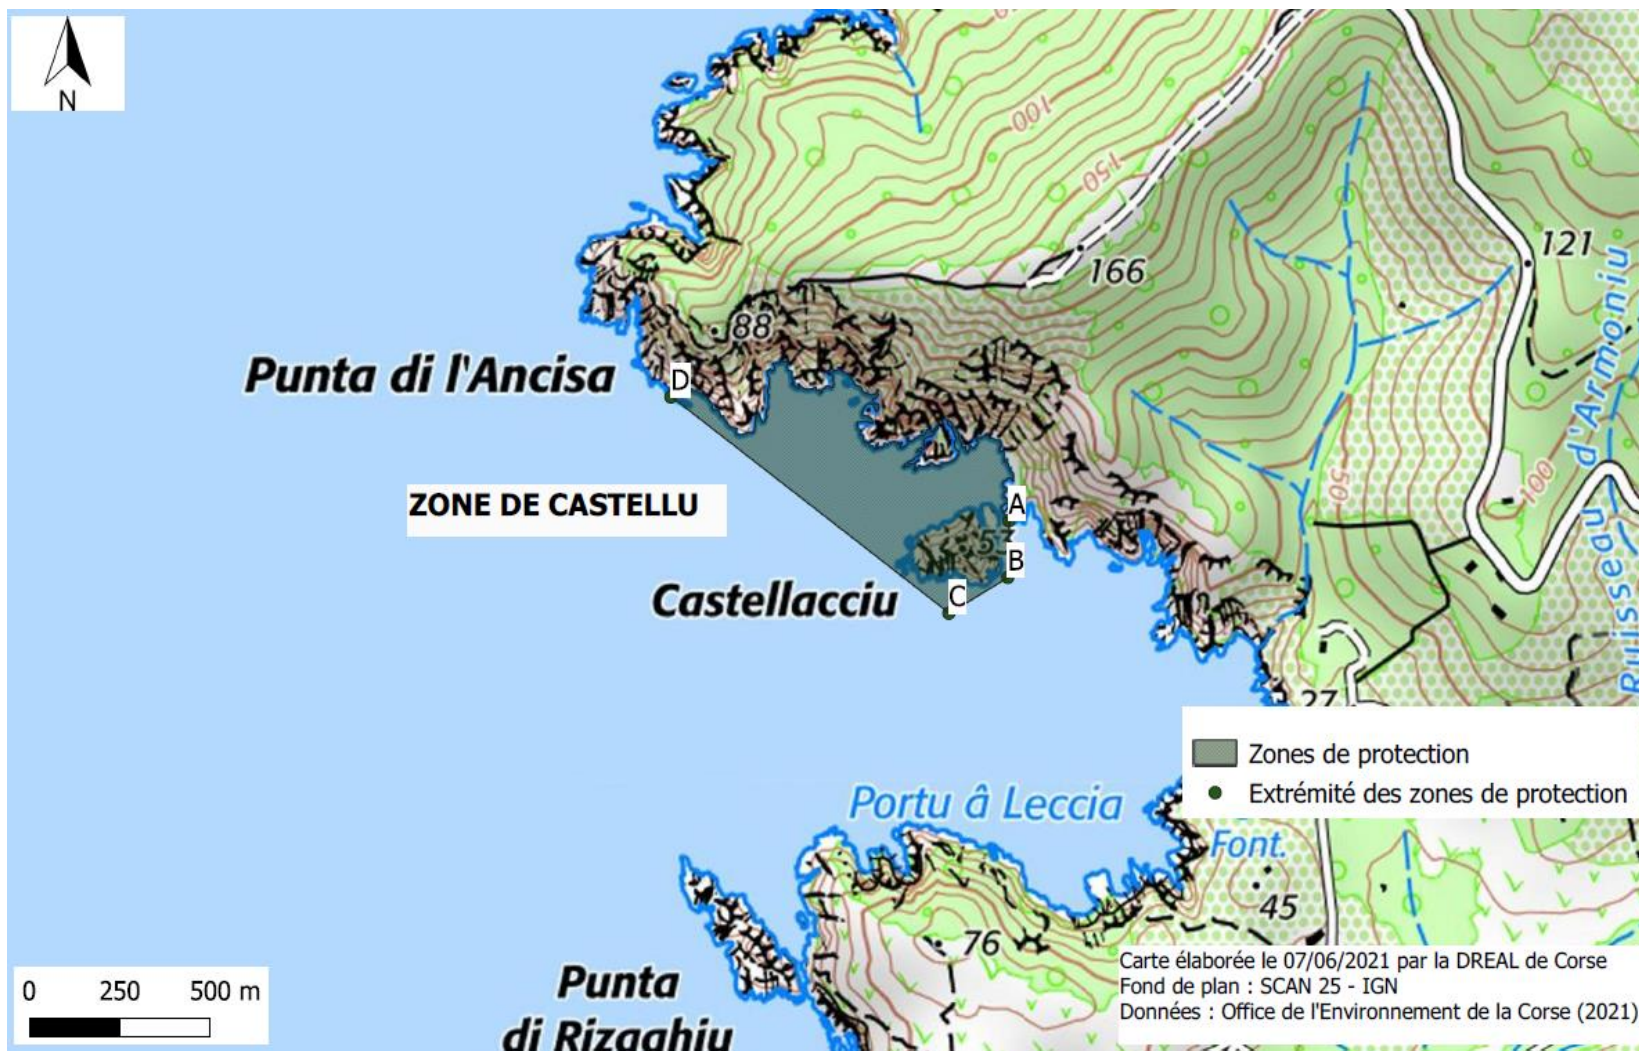 N
100
150
166
121
88
Punta di l'Ancisa
D
Ruisseau d'Armoniu
100
50
ZONE DE CASTELLU
A
53
B
Castellacciu
C
27
Zones de protection
Extrémité des zones de protection
Portu â Leccia
Font.
45
76
Punta
di Rizaghiu
Carte élaborée le 07/06/2021 par la DREAL de Corse
Fond de plan : SCAN 25 - IGN
Données : Office de l'Environnement de la Corse (2021)
0 250 500 m